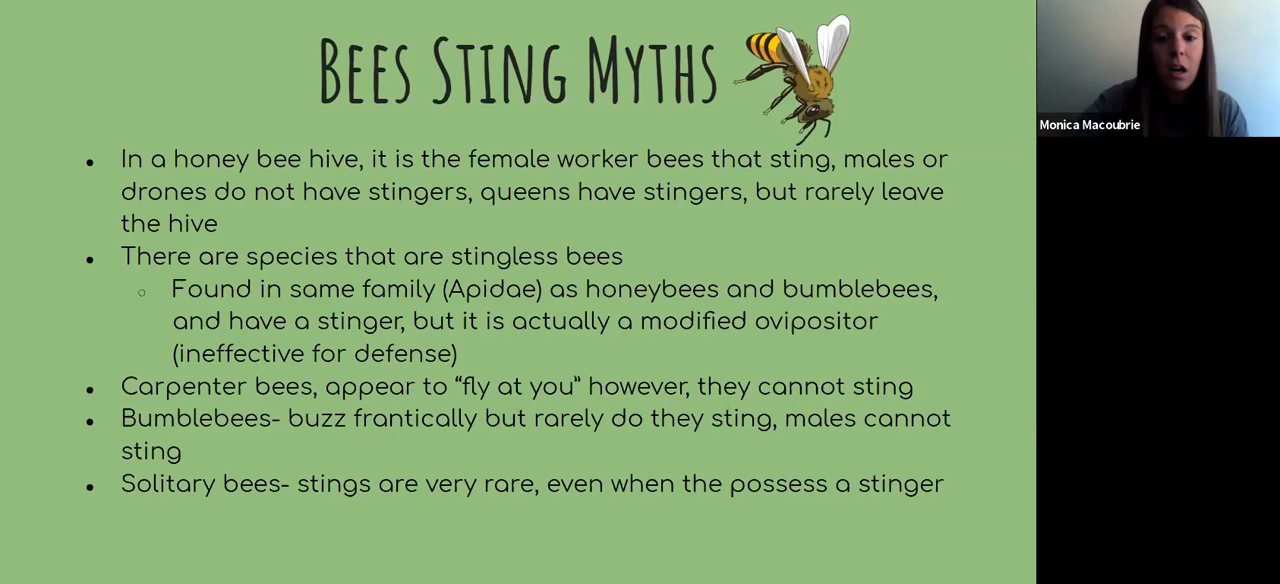 BEES STING MYTHS
Monica Macoubrie
• In a honey bee hive, it is the female worker bees that sting, males or
drones do not have stingers, queens have stingers, but rarely leave
the hive
• There are species that are stingless bees
○ Found in same family (Apidae) as honeybees and bumblebees,
and have a stinger, but it is actually a modified ovipositor
(ineffective for defense)
• Carpenter bees, appear to “fly at you” however, they cannot sting
• Bumblebees- buzz frantically but rarely do they sting, males cannot
sting
• Solitary bees- stings are very rare, even when the possess a stinger